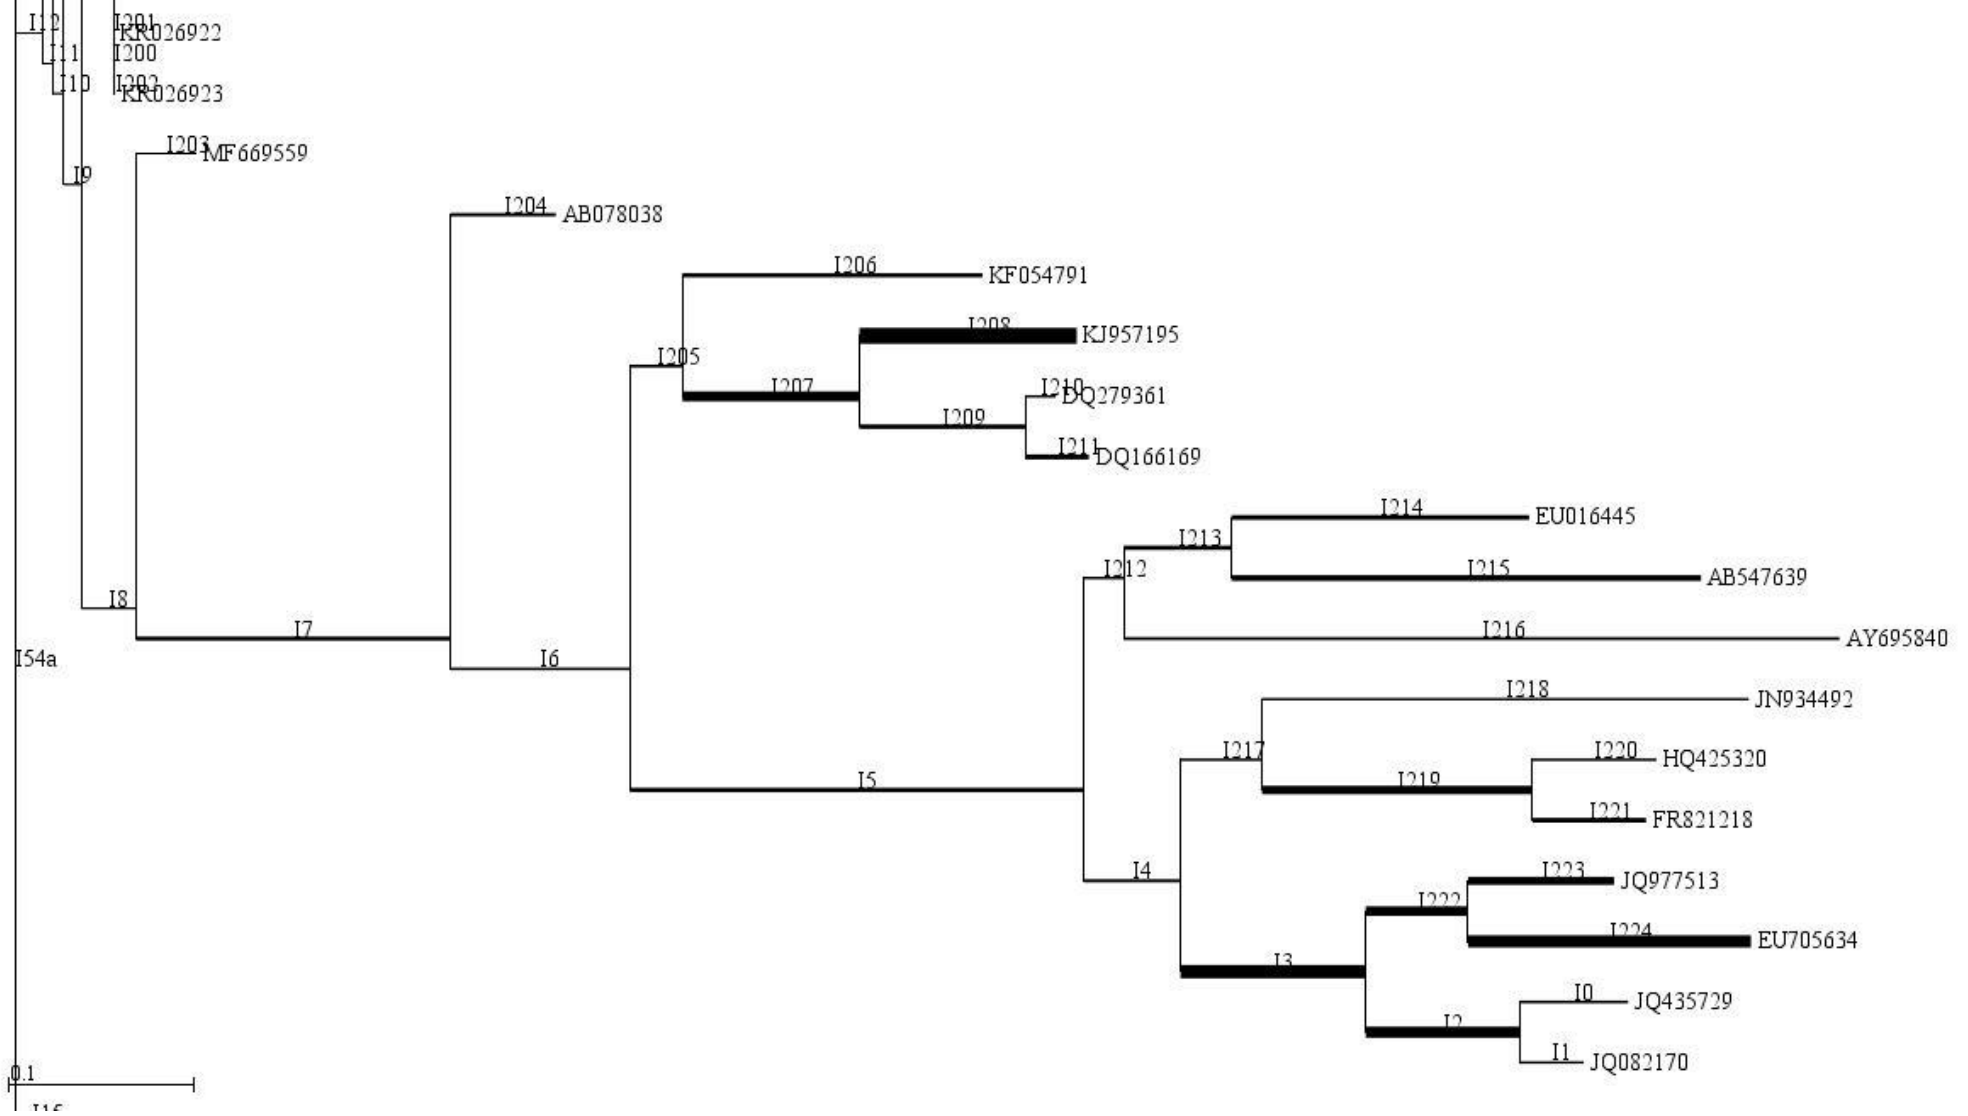 I12 I201
KR026922
I11 I200
I10 I202
KR026923
I203 MF669559
I9
I204 AB078038
I206 KF054791
I208 KJ957195
I205
I207 I210 DQ279361
I209
I211 DQ166169
I214 EU016445
I213
I212 I215 AB547639
I8
I7 I216 AY695840
I54a I6
I218 JN934492
I217 I220 HQ425320
I5 I219
I221 FR821218
I4 I223 JQ977513
I222
I224 EU705634
I3
I0 JQ435729
I2
I1 JQ082170
0.1